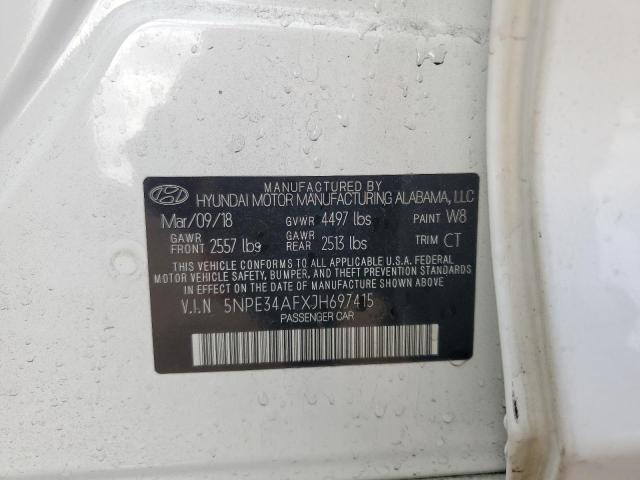 MANUFACTURED BY
HYUNDAI MOTOR MANUFACTURING ALABAMA, LLC
Mar/09/18 GVWR 4497 lbs PAINT W8
GAWR FRONT 2557 lbs GAWR REAR 2513 lbs TRIM CT
THIS VEHICLE CONFORMS TO ALL APPLICABLE U.S.A. FEDERAL
MOTOR VEHICLE SAFETY, BUMPER, AND THEFT PREVENTION
STANDARDS IN EFFECT ON THE DATE OF MANUFACTURE SHOWN ABOVE.
V.I.N 5NPE34AFXJH697415
PASSENGER CAR